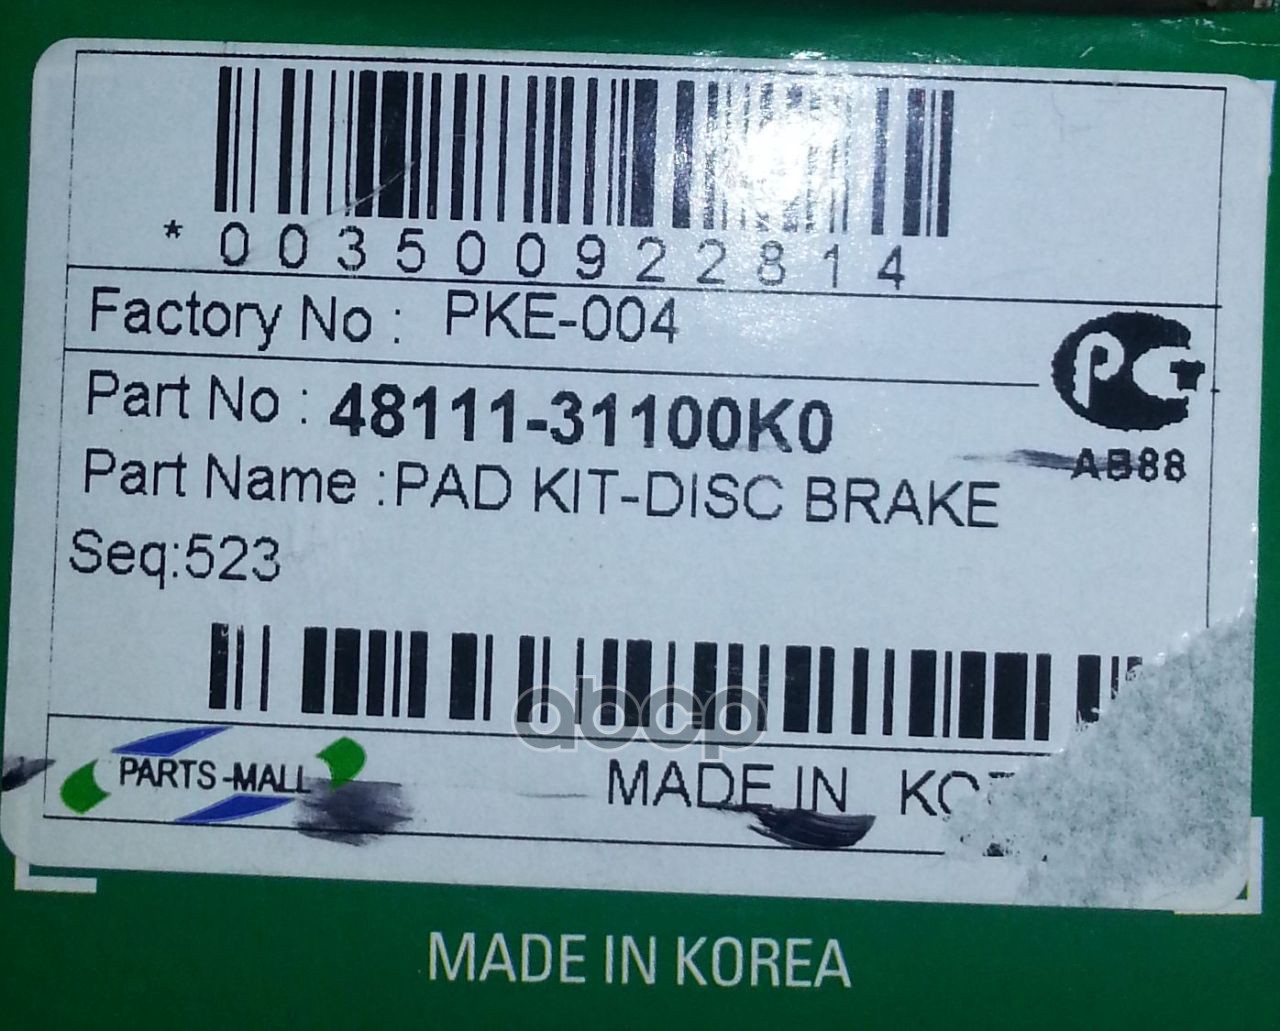 *003500922814
Factory No : PKE-004
Part No : 48111-31100K0
AB88
Part Name :PAD KIT-DISC BRAKE
Seq:523
abcp
PARTS-MALL
MADE IN
MADE IN KOREA